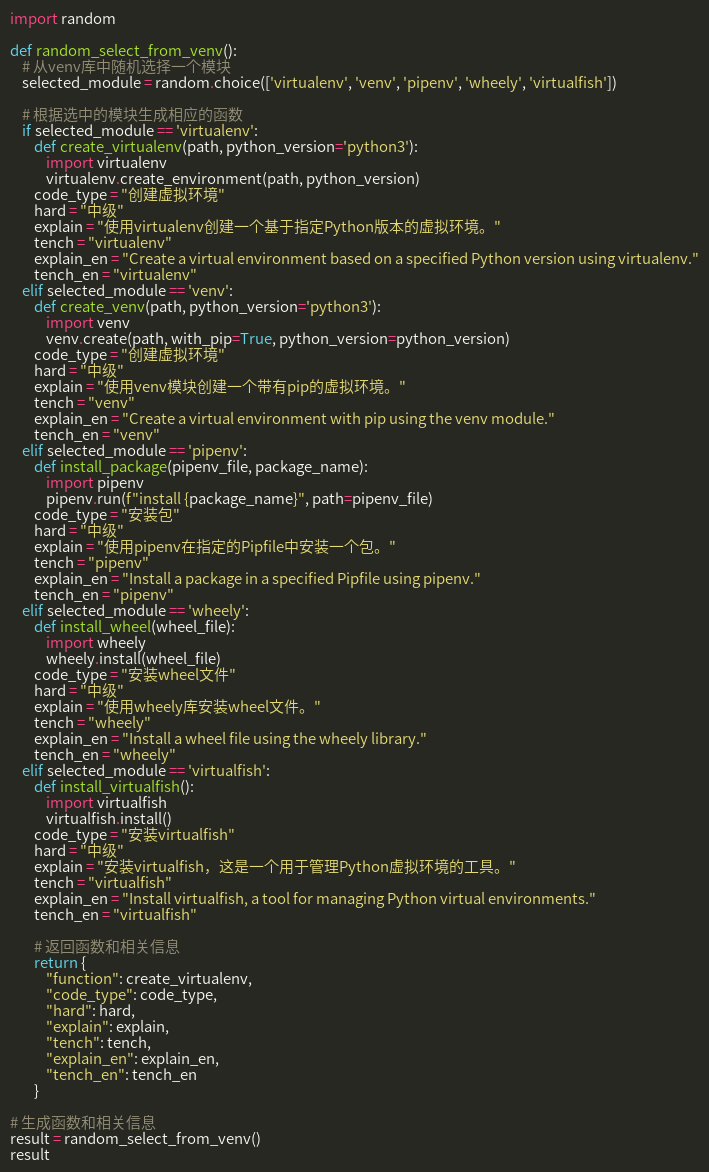 import random

def random_select_from_venv():
    # 从venv库中随机选择一个模块
    selected_module = random.choice(['virtualenv', 'venv', 'pipenv', 'wheely', 'virtualfish'])

    # 根据选中的模块生成相应的函数
    if selected_module == 'virtualenv':
        def create_virtualenv(path, python_version='python3'):
            import virtualenv
            virtualenv.create_environment(path, python_version)
        code_type = "创建虚拟环境"
        hard = "中级"
        explain = "使用virtualenv创建一个基于指定Python版本的虚拟环境。"
        tench = "virtualenv"
        explain_en = "Create a virtual environment based on a specified Python version using virtualenv."
        tench_en = "virtualenv"
    elif selected_module == 'venv':
        def create_venv(path, python_version='python3'):
            import venv
            venv.create(path, with_pip=True, python_version=python_version)
        code_type = "创建虚拟环境"
        hard = "中级"
        explain = "使用venv模块创建一个带有pip的虚拟环境。"
        tench = "venv"
        explain_en = "Create a virtual environment with pip using the venv module."
        tench_en = "venv"
    elif selected_module == 'pipenv':
        def install_package(pipenv_file, package_name):
            import pipenv
            pipenv.run(f"install {package_name}", path=pipenv_file)
        code_type = "安装包"
        hard = "中级"
        explain = "使用pipenv在指定的Pipfile中安装一个包。"
        tench = "pipenv"
        explain_en = "Install a package in a specified Pipfile using pipenv."
        tench_en = "pipenv"
    elif selected_module == 'wheely':
        def install_wheel(wheel_file):
            import wheely
            wheely.install(wheel_file)
        code_type = "安装wheel文件"
        hard = "中级"
        explain = "使用wheely库安装wheel文件。"
        tench = "wheely"
        explain_en = "Install a wheel file using the wheely library."
        tench_en = "wheely"
    elif selected_module == 'virtualfish':
        def install_virtualfish():
            import virtualfish
            virtualfish.install()
        code_type = "安装virtualfish"
        hard = "中级"
        explain = "安装virtualfish，这是一个用于管理Python虚拟环境的工具。"
        tench = "virtualfish"
        explain_en = "Install virtualfish, a tool for managing Python virtual environments."
        tench_en = "virtualfish"

        # 返回函数和相关信息
        return {
            "function": create_virtualenv,
            "code_type": code_type,
            "hard": hard,
            "explain": explain,
            "tench": tench,
            "explain_en": explain_en,
            "tench_en": tench_en
        }

# 生成函数和相关信息
result = random_select_from_venv()
result